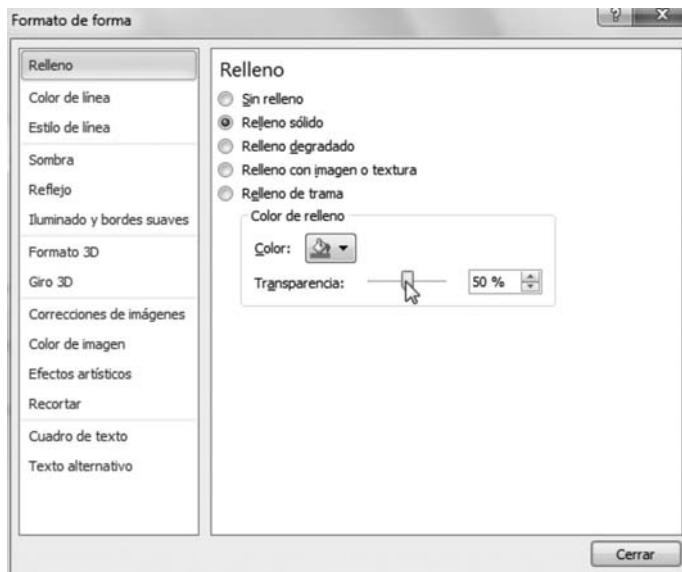 Formato de forma
Relleno
Color de línea
Estilo de línea
Sombra
Reflejo
Iluminado y bordes suaves
Formato 3D
Giro 3D
Correcciones de imágenes
Color de imagen
Efectos artísticos
Recortar
Cuadro de texto
Texto alternativo
Relleno
Sin relleno
Relleno sólido
Relleno degradado
Relleno con imagen o textura
Relleno de trama
Color de relleno
Color:
Transparencia: 50 %
Cerrar